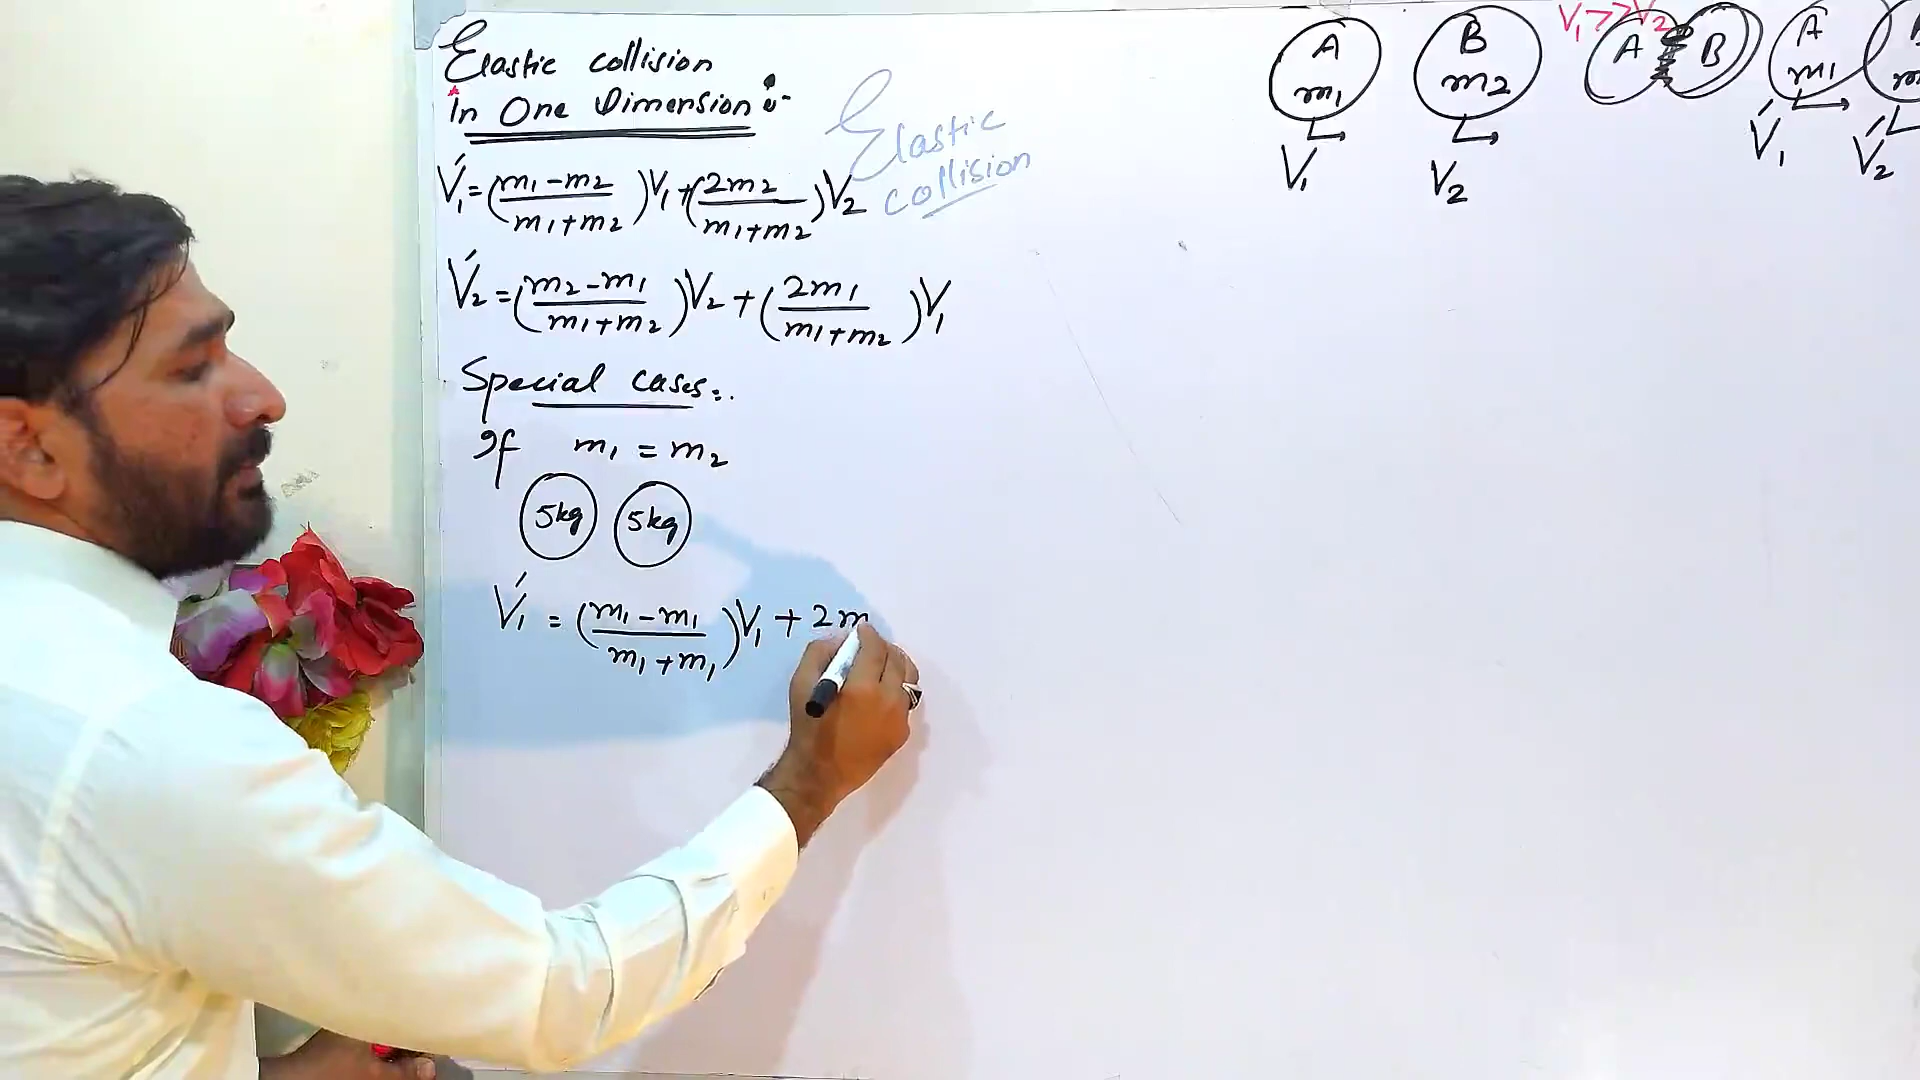 Elastic collision
in One Dimension:-
Elastic
collision
V₁' = (m₁-m₂/m₁+m₂)V₁ + (2m₂/m₁+m₂)V₂
V₂' = (m₂-m₁/m₁+m₂)V₂ + (2m₁/m₁+m₂)V₁
Special cases:.
If m₁ = m₂
5kg 5kg
V₁' = (m₁-m₁/m₁+m₁)V₁ + 2m
V₁>>V₂
A B A B A
m₁ m₂ m₁
V₁ V₂ V₁' V₂'